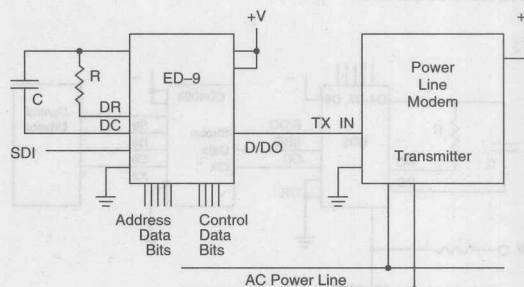 +V
+
R
ED–9
C
DR
DC
SDI
D/DO
TX IN
Power
Line
Modem
Transmitter
Address
Data
Bits
Control
Data
Bits
AC Power Line